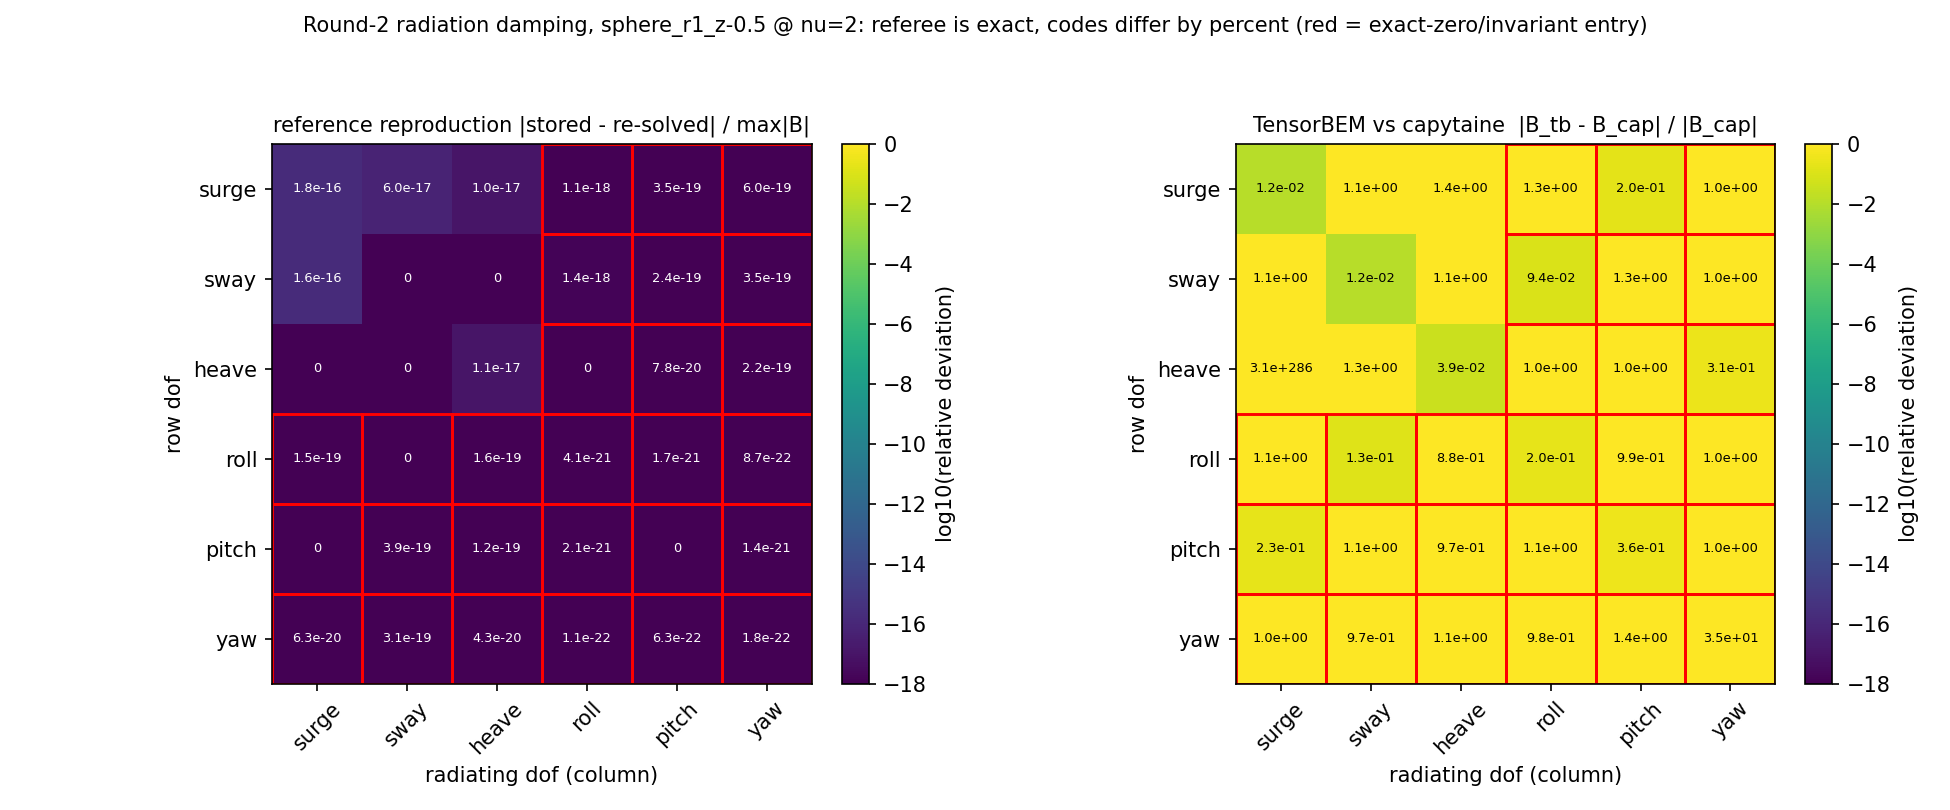 Round-2 radiation damping, sphere_r1_z-0.5 @ nu=2: referee is exact, codes differ by percent (red = exact-zero/invariant entry)
reference reproduction |stored - re-solved| / max|B|
surge 1.8e-16 6.0e-17 1.0e-17 1.1e-18 3.5e-19 6.0e-19
sway 1.6e-16 0 0 1.4e-18 2.4e-19 3.5e-19
heave 0 0 1.1e-17 0 7.8e-20 2.2e-19
roll 1.5e-19 0 1.6e-19 4.1e-21 1.7e-21 8.7e-22
pitch 0 3.9e-19 1.2e-19 2.1e-21 0 1.4e-21
yaw 6.3e-20 3.1e-19 4.3e-20 1.1e-22 6.3e-22 1.8e-22
row dof
surge sway heave roll pitch yaw
radiating dof (column)
0
−2
−4
−6
−8
−10
−12
−14
−16
−18
log10(relative deviation)
TensorBEM vs capytaine |B_tb - B_cap| / |B_cap|
surge 1.2e-02 1.1e+00 1.4e+00 1.3e+00 2.0e-01 1.0e+00
sway 1.1e+00 1.2e-02 1.1e+00 9.4e-02 1.3e+00 1.0e+00
heave 3.1e+286 1.3e+00 3.9e-02 1.0e+00 1.0e+00 3.1e-01
roll 1.1e+00 1.3e-01 8.8e-01 2.0e-01 9.9e-01 1.0e+00
pitch 2.3e-01 1.1e+00 9.7e-01 1.1e+00 3.6e-01 1.0e+00
yaw 1.0e+00 9.7e-01 1.1e+00 9.8e-01 1.4e+00 3.5e+01
row dof
surge sway heave roll pitch yaw
radiating dof (column)
0
−2
−4
−6
−8
−10
−12
−14
−16
−18
log10(relative deviation)